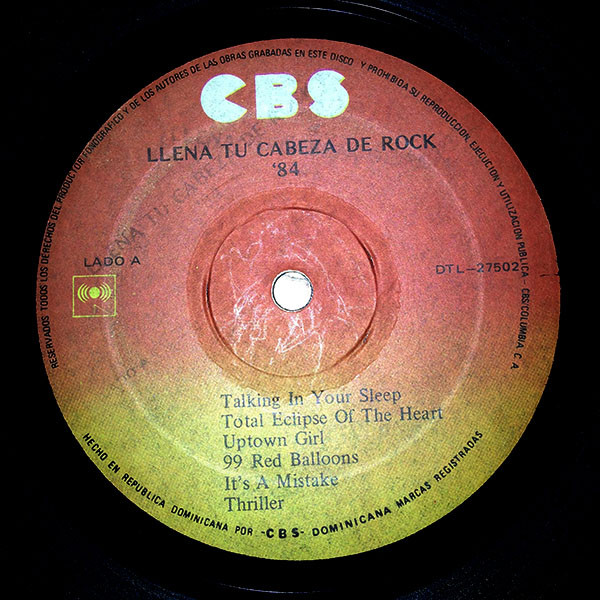 RESERVADOS TODOS LOS DERECHOS DEL PRODUCTOR FONOGRAFICO Y DE LOS AUTORES DE LAS OBRAS GRABADAS EN ESTE DISCO Y PROHIBIDA SU REPRODUCCION, EJECUCION Y UTILIZACION PUBLICA - CBS/COLUMBIA C A
CBS
LLENA TU CABEZA DE ROCK
'84
LADO A
DTL-27502
Talking In Your Sleep
Total Eclipse Of The Heart
Uptown Girl
99 Red Balloons
It's A Mistake
Thriller
HECHO EN REPUBLICA DOMINICANA POR -CBS- DOMINICANA MARCAS REGISTRADAS